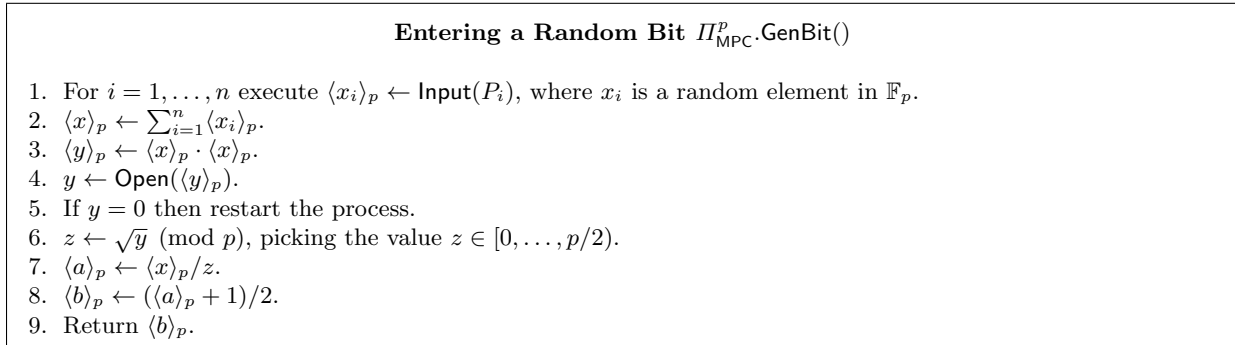 Entering a Random Bit Π^p_MPC.GenBit()
1. For i = 1, . . . , n execute ⟨x_i⟩_p ← Input(P_i), where x_i is a random element in 𝔽_p.
2. ⟨x⟩_p ← ∑_{i=1}^n ⟨x_i⟩_p.
3. ⟨y⟩_p ← ⟨x⟩_p · ⟨x⟩_p.
4. y ← Open(⟨y⟩_p).
5. If y = 0 then restart the process.
6. z ← √y (mod p), picking the value z ∈ [0, . . . , p/2).
7. ⟨a⟩_p ← ⟨x⟩_p/z.
8. ⟨b⟩_p ← (⟨a⟩_p + 1)/2.
9. Return ⟨b⟩_p.